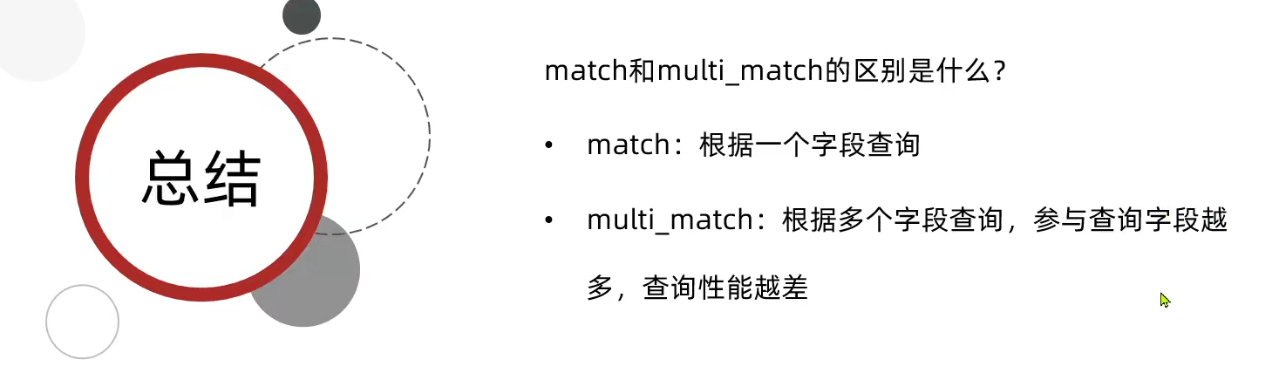 总结
match和multi_match的区别是什么？
• match：根据一个字段查询
• multi_match：根据多个字段查询，参与查询字段越
多，查询性能越差